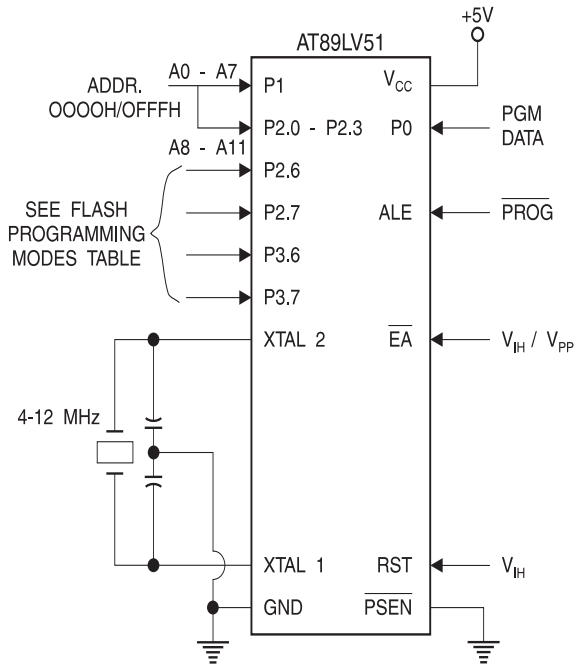 +5V
AT89LV51
A0 - A7
ADDR.
OOOOH/OFFFH
P1
VCC
P2.0 - P2.3
P0
PGM
DATA
A8 - A11
P2.6
SEE FLASH
PROGRAMMING
MODES TABLE
P2.7
ALE
PROG
P3.6
P3.7
XTAL 2
EA
VIH / VPP
4-12 MHz
XTAL 1
RST
VIH
GND
PSEN